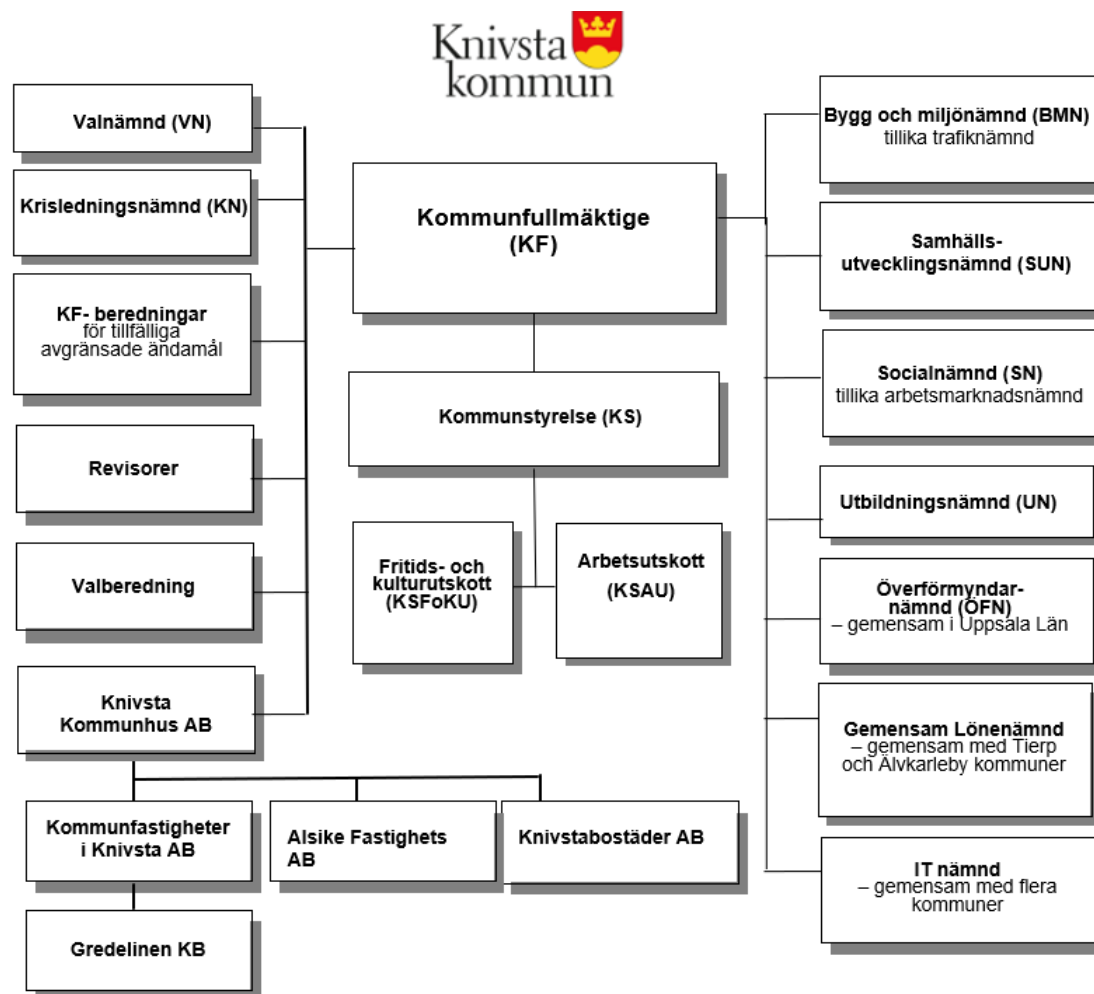 Knivsta
kommun
Valnämnd (VN)
Krisledningsnämnd (KN)
KF- beredningar
för tillfälliga
avgränsade ändamål
Revisorer
Valberedning
Knivsta
Kommunhus AB
Kommunfastigheter
i Knivsta AB
Alsike Fastighets
AB
Knivstabostäder AB
Gredelinen KB
Kommunfullmäktige
(KF)
Kommunstyrelse (KS)
Fritids- och
kulturutskott
(KSFoKU)
Arbetsutskott
(KSAU)
Bygg och miljönämnd (BMN)
tillika trafiknämnd
Samhälls-
utvecklingsnämnd (SUN)
Socialnämnd (SN)
tillika arbetsmarknadsnämnd
Utbildningsnämnd (UN)
Överförmyndar-
nämnd (ÖFN)
– gemensam i Uppsala Län
Gemensam Lönenämnd
– gemensam med Tierp
och Älvkarleby kommuner
IT nämnd
– gemensam med flera
kommuner